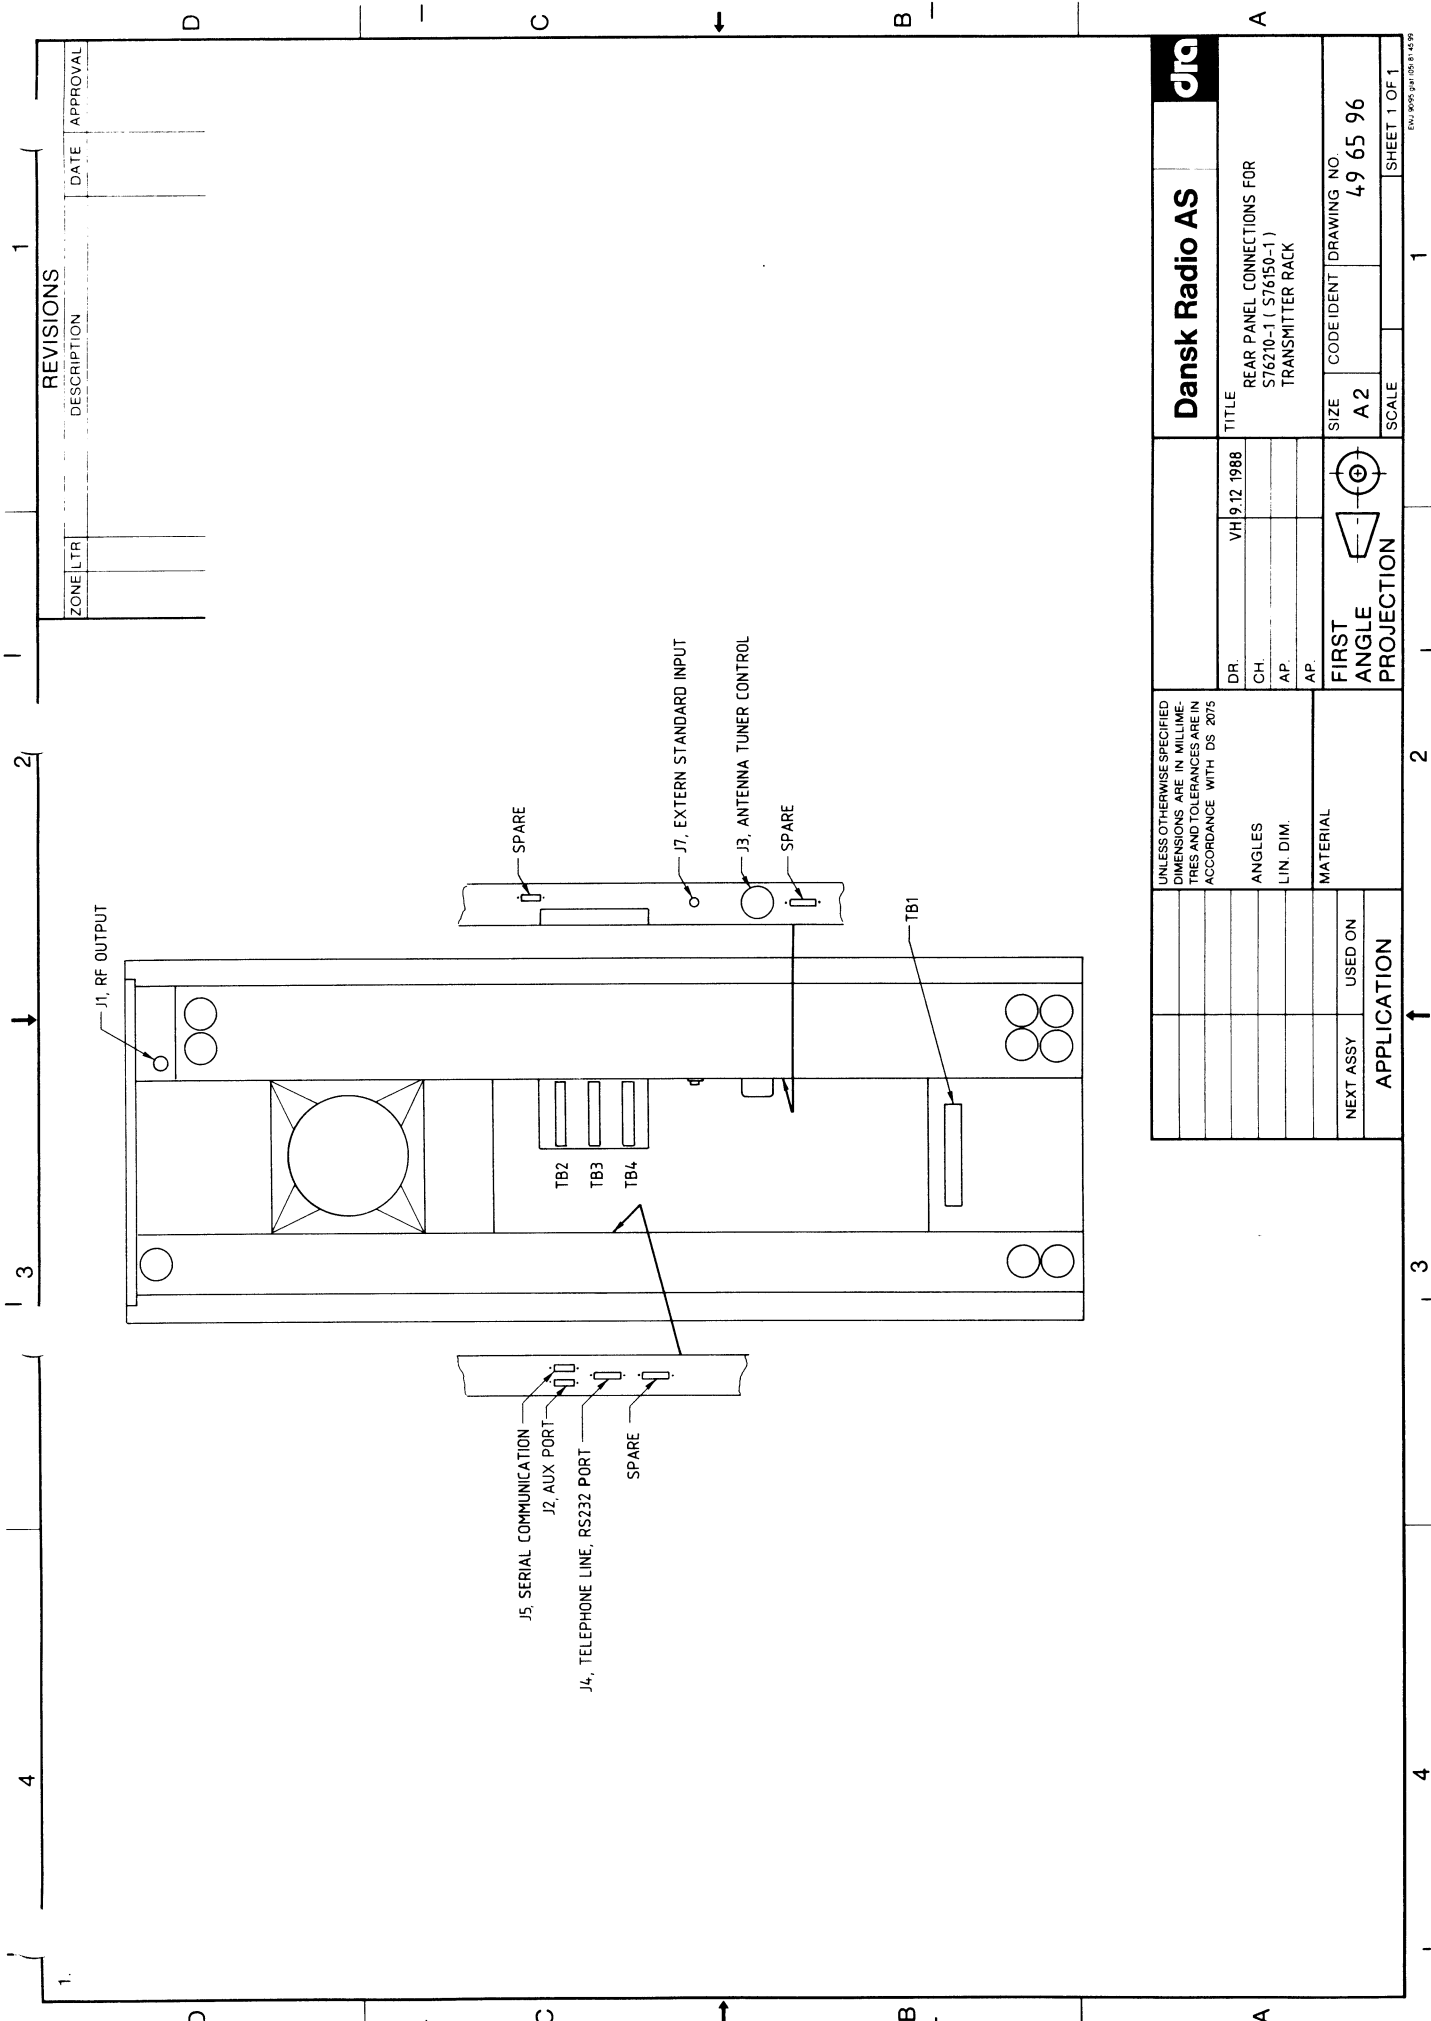 4
3
2
1
REVISIONS
ZONE LTR DESCRIPTION DATE APPROVAL
1.
D
C
B
A
D
C
B
A
J1, RF OUTPUT
SPARE
J5, SERIAL COMMUNICATION
J2, AUX PORT
J4, TELEPHONE LINE, RS232 PORT
SPARE
TB2
TB3
TB4
J7, EXTERN STANDARD INPUT
J3, ANTENNA TUNER CONTROL
SPARE
TB1
NEXT ASSY USED ON
APPLICATION
UNLESS OTHERWISE SPECIFIED
DIMENSIONS ARE IN MILLIME-
TRES AND TOLERANCES ARE IN
ACCORDANCE WITH DS 2075
ANGLES
LIN. DIM.
MATERIAL
DR. VH 9.12 1988
CH.
AP.
AP.
FIRST
ANGLE
PROJECTION
Dansk Radio AS dra
TITLE
REAR PANEL CONNECTIONS FOR
S76210-1 ( S76150-1 )
TRANSMITTER RACK
SIZE CODE IDENT DRAWING NO.
A2 49 65 96
SCALE SHEET 1 OF 1
4
3
2
1